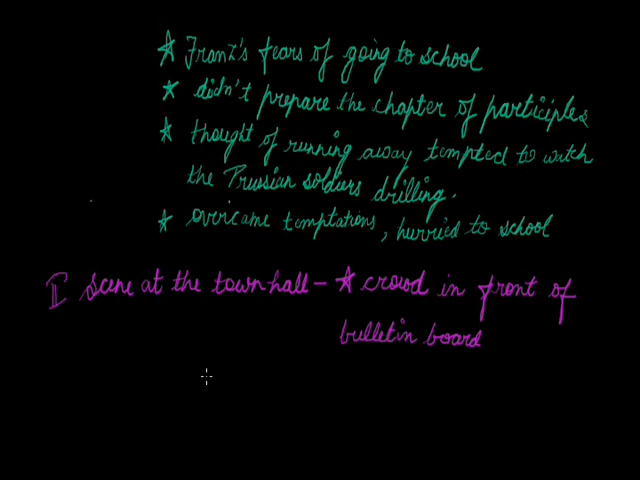 ★ Franz's fears of going to school
★ didn't prepare the chapter of participles
★ thought of running away tempted to watch
the Prussian soldiers drilling.
★ overcame temptations, hurried to school
II Scene at the townhall - ★ crowd in front of
bulletin board